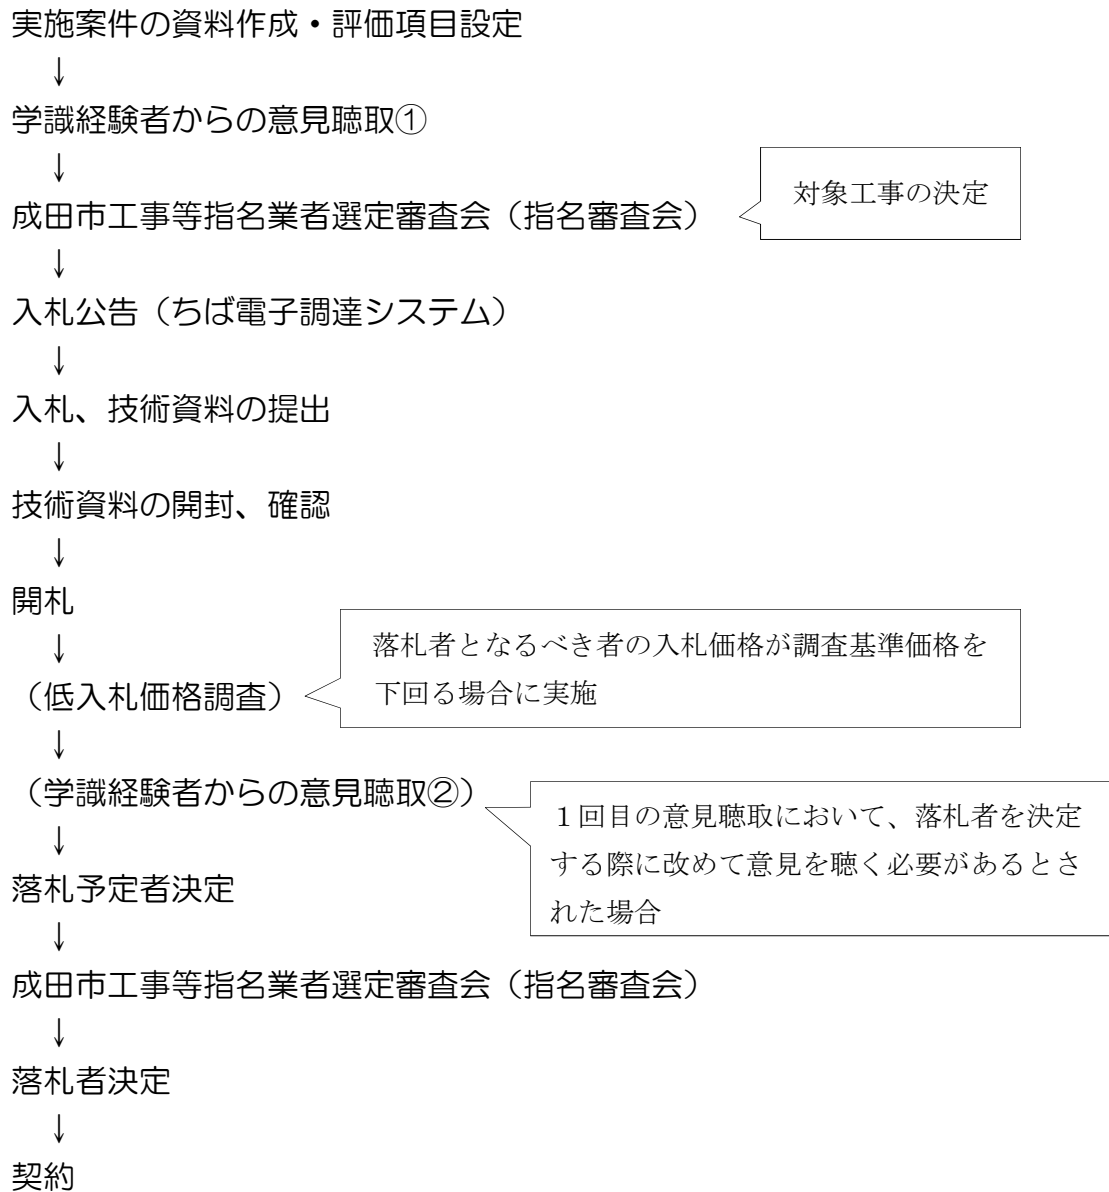 実施案件の資料作成・評価項目設定
↓
学識経験者からの意見聴取①
↓
成田市工事等指名業者選定審査会（指名審査会）
対象工事の決定
↓
入札公告（ちば電子調達システム）
↓
入札、技術資料の提出
↓
技術資料の開封、確認
↓
開札
↓
（低入札価格調査）
落札者となるべき者の入札価格が調査基準価格を
下回る場合に実施
↓
（学識経験者からの意見聴取②）
１回目の意見聴取において、落札者を決定
する際に改めて意見を聴く必要があるとさ
れた場合
↓
落札予定者決定
↓
成田市工事等指名業者選定審査会（指名審査会）
↓
落札者決定
↓
契約